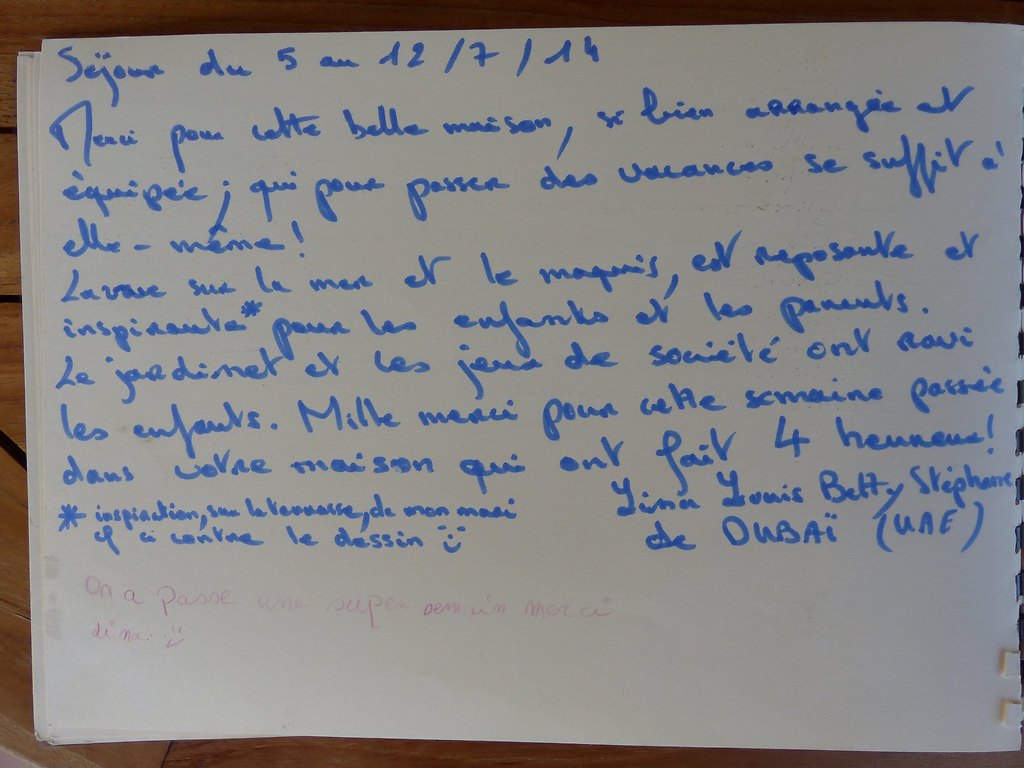 Séjour du 5 au 12/7/14
Merci pour cette belle maison, si bien arrangée et
équipée ; qui pour passer des vacances se suffit à
elle-même !
La vue sur la mer et le maquis, est reposante et
inspirante* pour les enfants et les parents.
Le jardinet et les jeux de société ont ravi
les enfants. Mille merci pour cette semaine passée
dans votre maison qui ont fait 4 heureux !
Louis Betty Stéphane
* inspiration, sur la terrasse, de mon mari
cf ci contre le dessin :)
de DUBAÏ (UAE)
On a passe une super semain merci
dina :)